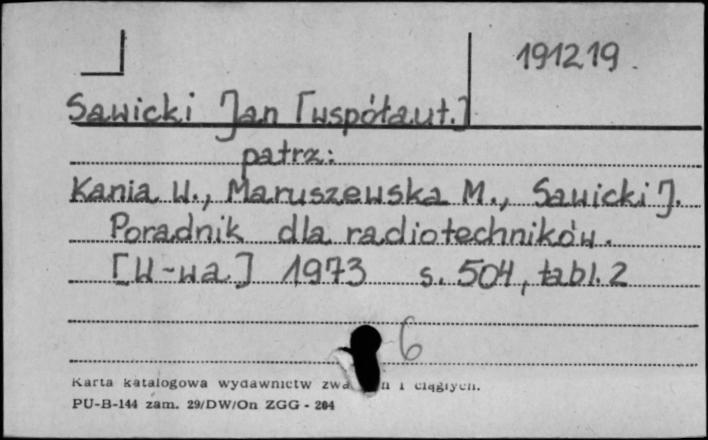 191219.
Sawicki Jan [współaut.]
patrz:
Kania W., Maruszewska M., Sawicki J.
Poradnik dla radiotechników.
[W-wa] 1973 s. 504, tabl. 2
6
Karta katalogowa wydawnictw i ciągłych.
PU-B-144 zam. 29/DW/On ZGG - 204